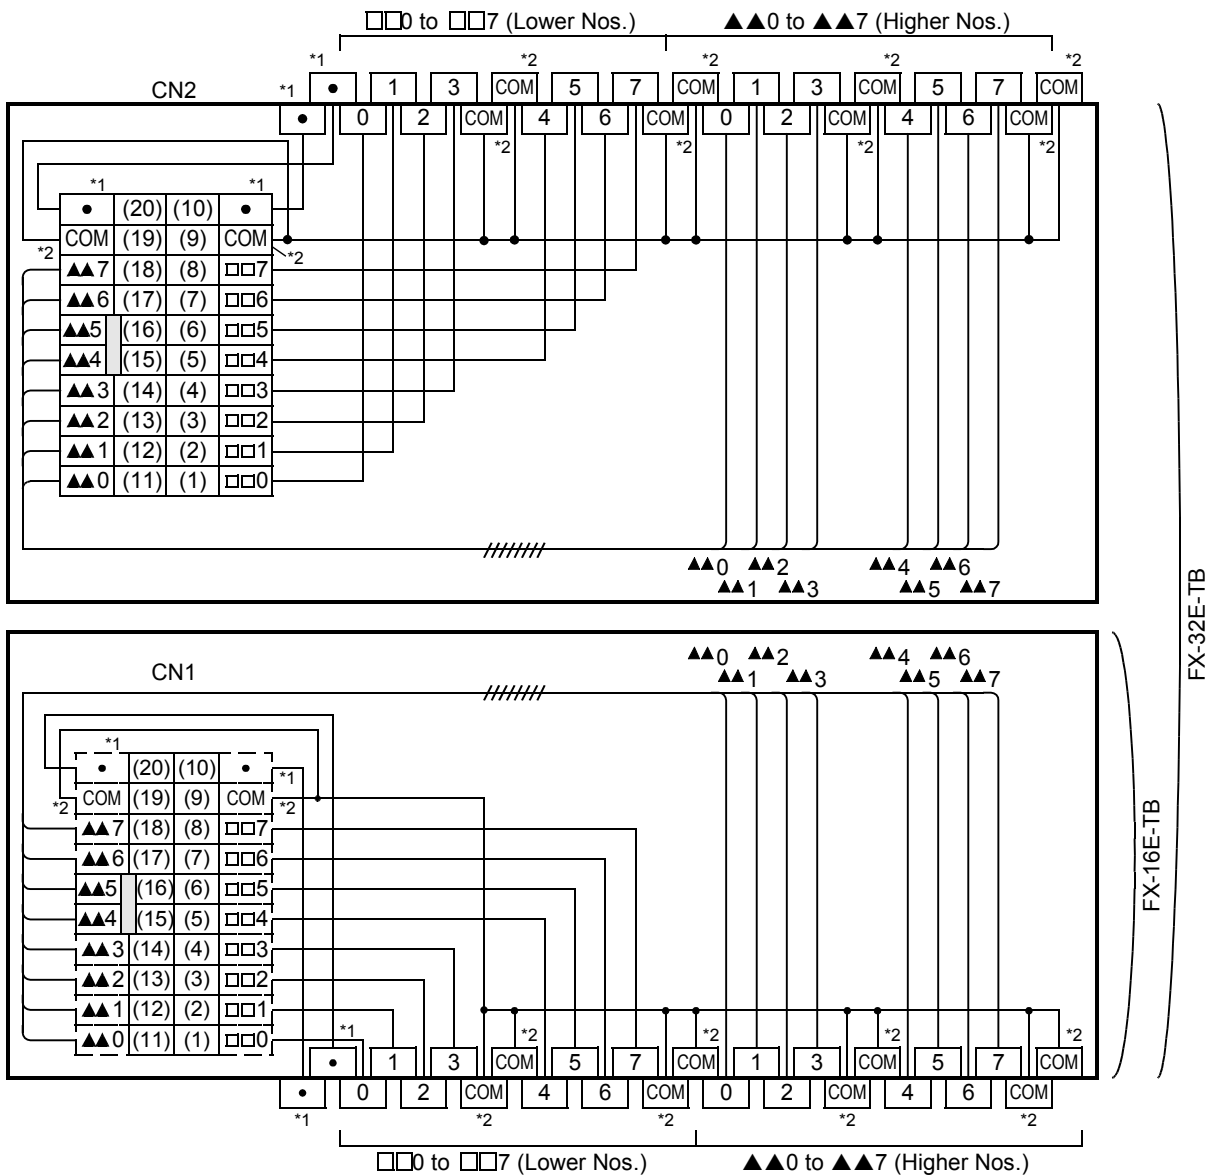 □□0 to □□7 (Lower Nos.) ▲▲0 to ▲▲7 (Higher Nos.)
*1 *2 *2 *2 *2
CN2 *1 • 1 3 COM 5 7 COM 1 3 COM 5 7 COM
• 0 2 COM 4 6 COM 0 2 COM 4 6 COM
*2 *2 *2 *2
*1 *1
• (20) (10) •
*2 COM (19) (9) COM *2
▲▲7 (18) (8) □□7
▲▲6 (17) (7) □□6
▲▲5 (16) (6) □□5
▲▲4 (15) (5) □□4
▲▲3 (14) (4) □□3
▲▲2 (13) (3) □□2
▲▲1 (12) (2) □□1
▲▲0 (11) (1) □□0
▲▲0 ▲▲2 ▲▲4 ▲▲6
▲▲1 ▲▲3 ▲▲5 ▲▲7
FX-32E-TB
▲▲0 ▲▲2 ▲▲4 ▲▲6
CN1 ▲▲1 ▲▲3 ▲▲5 ▲▲7
*1
• (20) (10) • *1
*2 COM (19) (9) COM *2
▲▲7 (18) (8) □□7
▲▲6 (17) (7) □□6
▲▲5 (16) (6) □□5
▲▲4 (15) (5) □□4
▲▲3 (14) (4) □□3
▲▲2 (13) (3) □□2
▲▲1 (12) (2) □□1
▲▲0 (11) (1) □□0
FX-16E-TB
*1 *2 *2 *2 *2
• 1 3 COM 5 7 COM 1 3 COM 5 7 COM
• 0 2 COM 4 6 COM 0 2 COM 4 6 COM
*1 *2 *2 *2 *2
□□0 to □□7 (Lower Nos.) ▲▲0 to ▲▲7 (Higher Nos.)